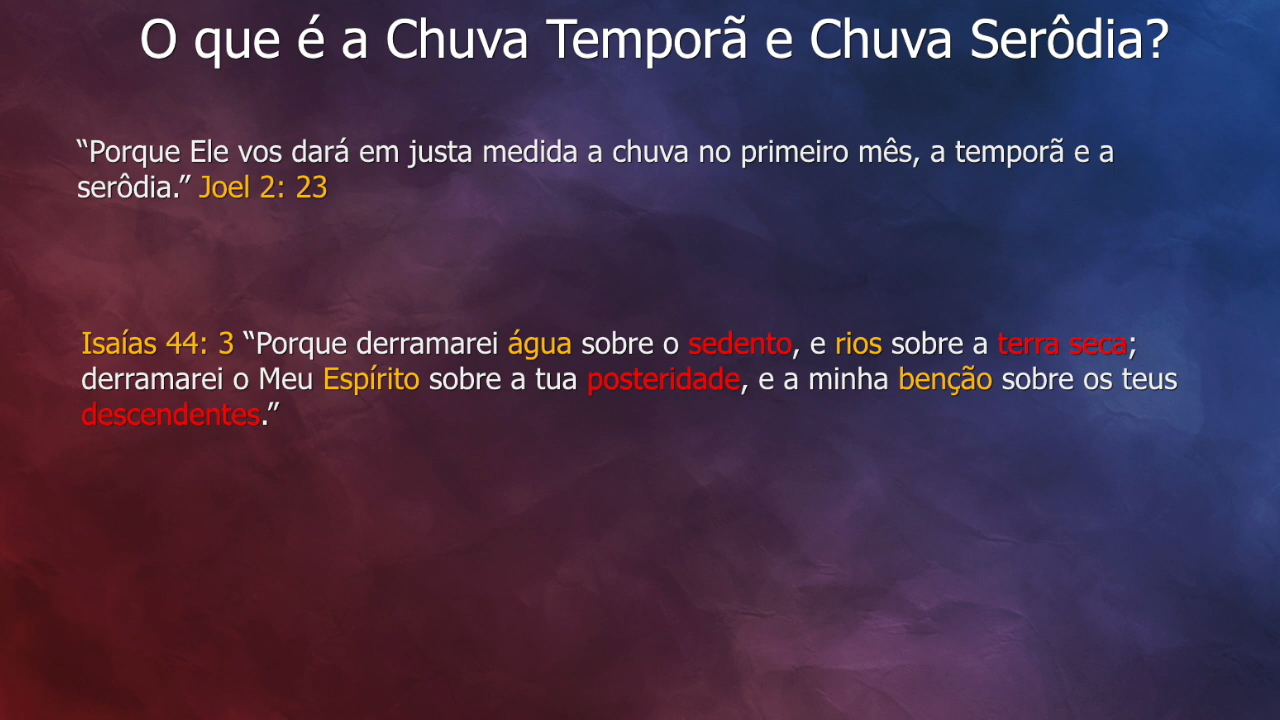 O que é a Chuva Temporã e Chuva Serôdia?
“Porque Ele vos dará em justa medida a chuva no primeiro mês, a temporã e a
serôdia.” Joel 2: 23
Isaías 44: 3 “Porque derramarei água sobre o sedento, e rios sobre a terra seca;
derramarei o Meu Espírito sobre a tua posteridade, e a minha benção sobre os teus
descendentes.”